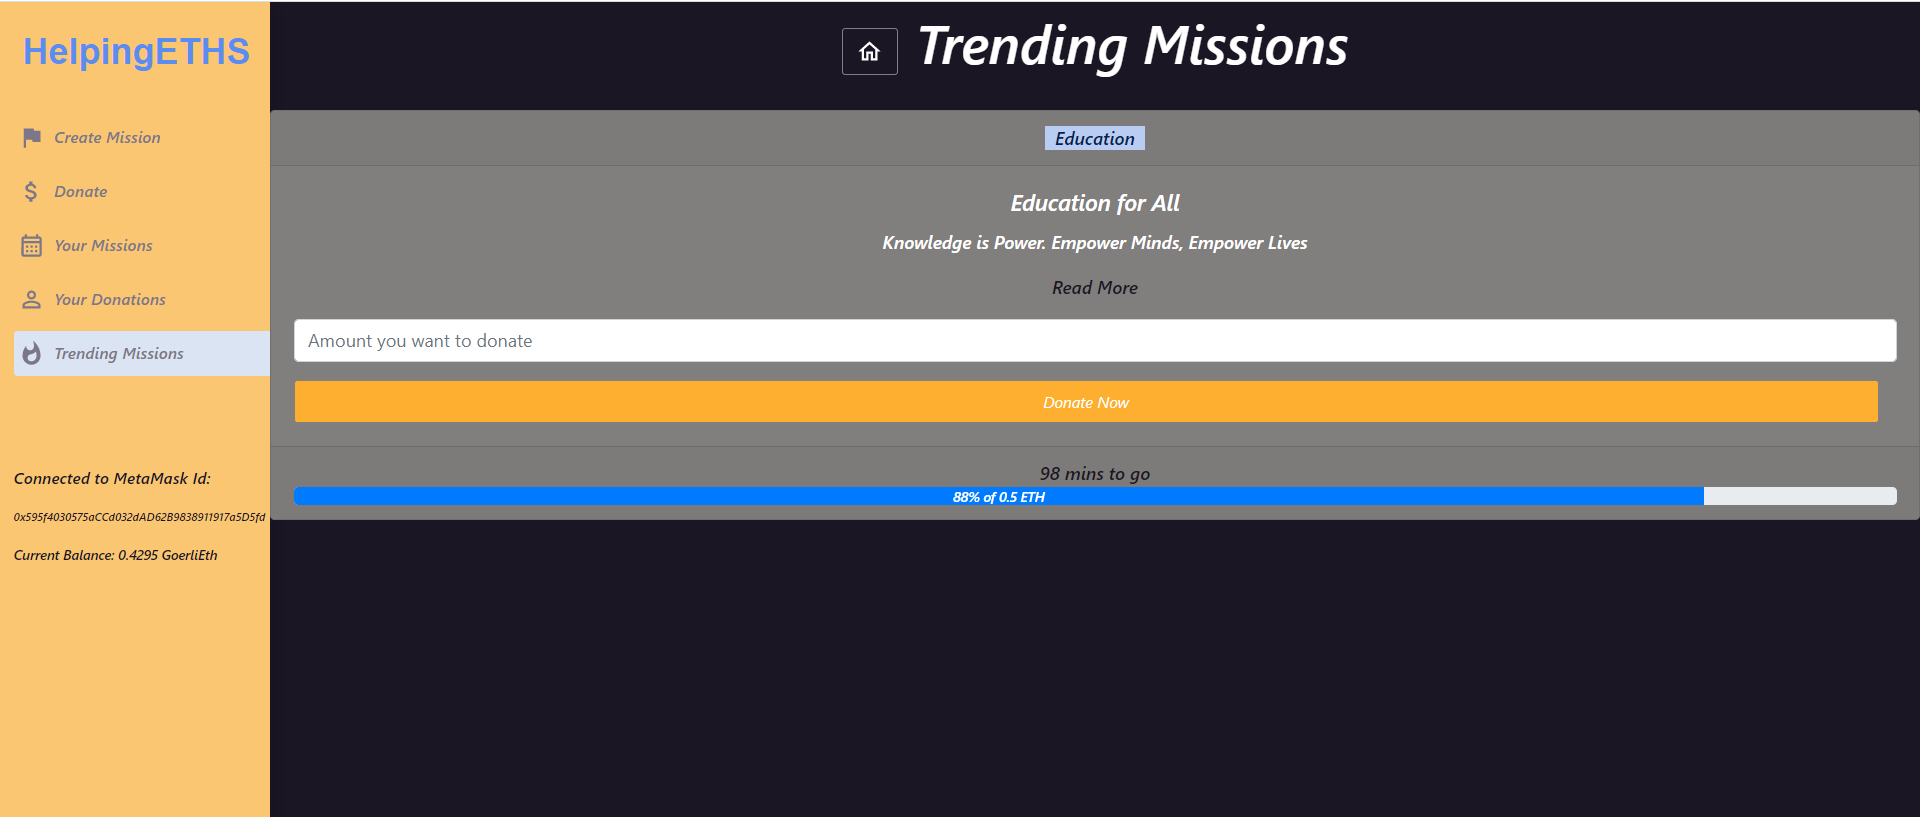 HelpingETHS
Create Mission
Donate
Your Missions
Your Donations
Trending Missions
Connected to MetaMask Id:
0x595f4030575aCCd032dAD62B9838911917a5D5fd
Current Balance: 0.4295 GoerliEth
Trending Missions
Education
Education for All
Knowledge is Power. Empower Minds, Empower Lives
Read More
Amount you want to donate
Donate Now
98 mins to go
88% of 0.5 ETH